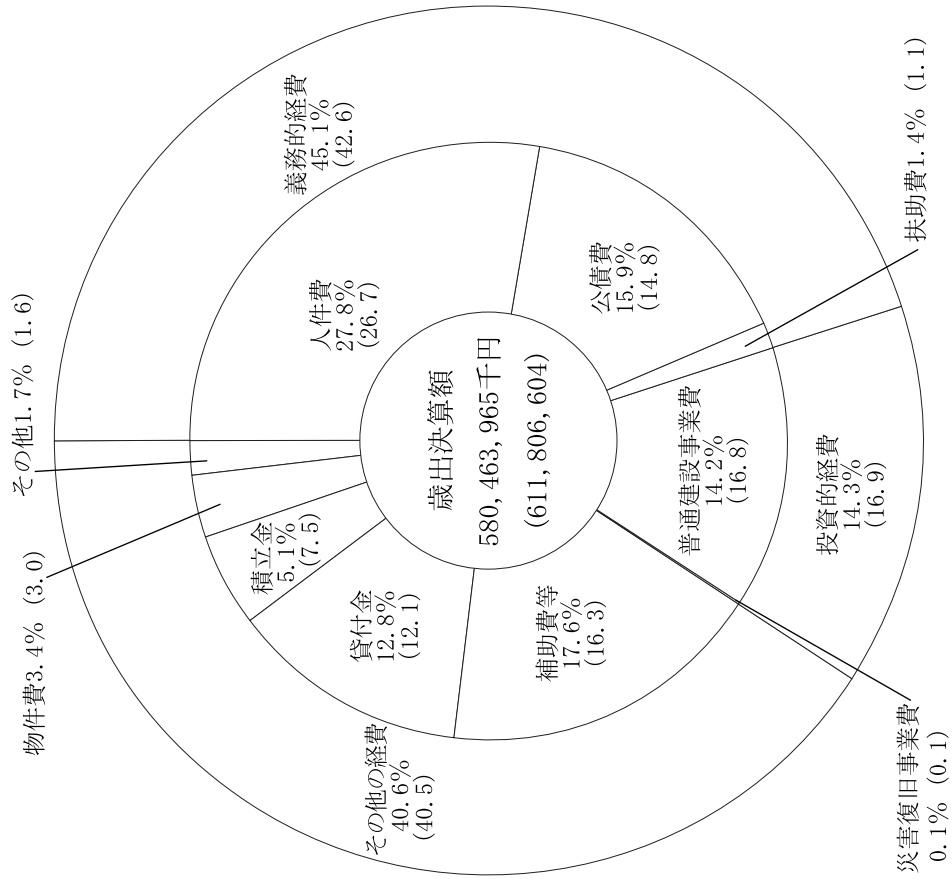 歳出決算額
580,463,965千円
(611,806,604)
義務的経費
45.1%
(42.6)
人件費
27.8%
(26.7)
公債費
15.9%
(14.8)
扶助費1.4% (1.1)
投資的経費
14.3%
(16.9)
普通建設事業費
14.2%
(16.8)
災害復旧事業費
0.1% (0.1)
その他の経費
40.6%
(40.5)
補助費等
17.6%
(16.3)
貸付金
12.8%
(12.1)
積立金
5.1%
(7.5)
物件費3.4% (3.0)
その他1.7% (1.6)